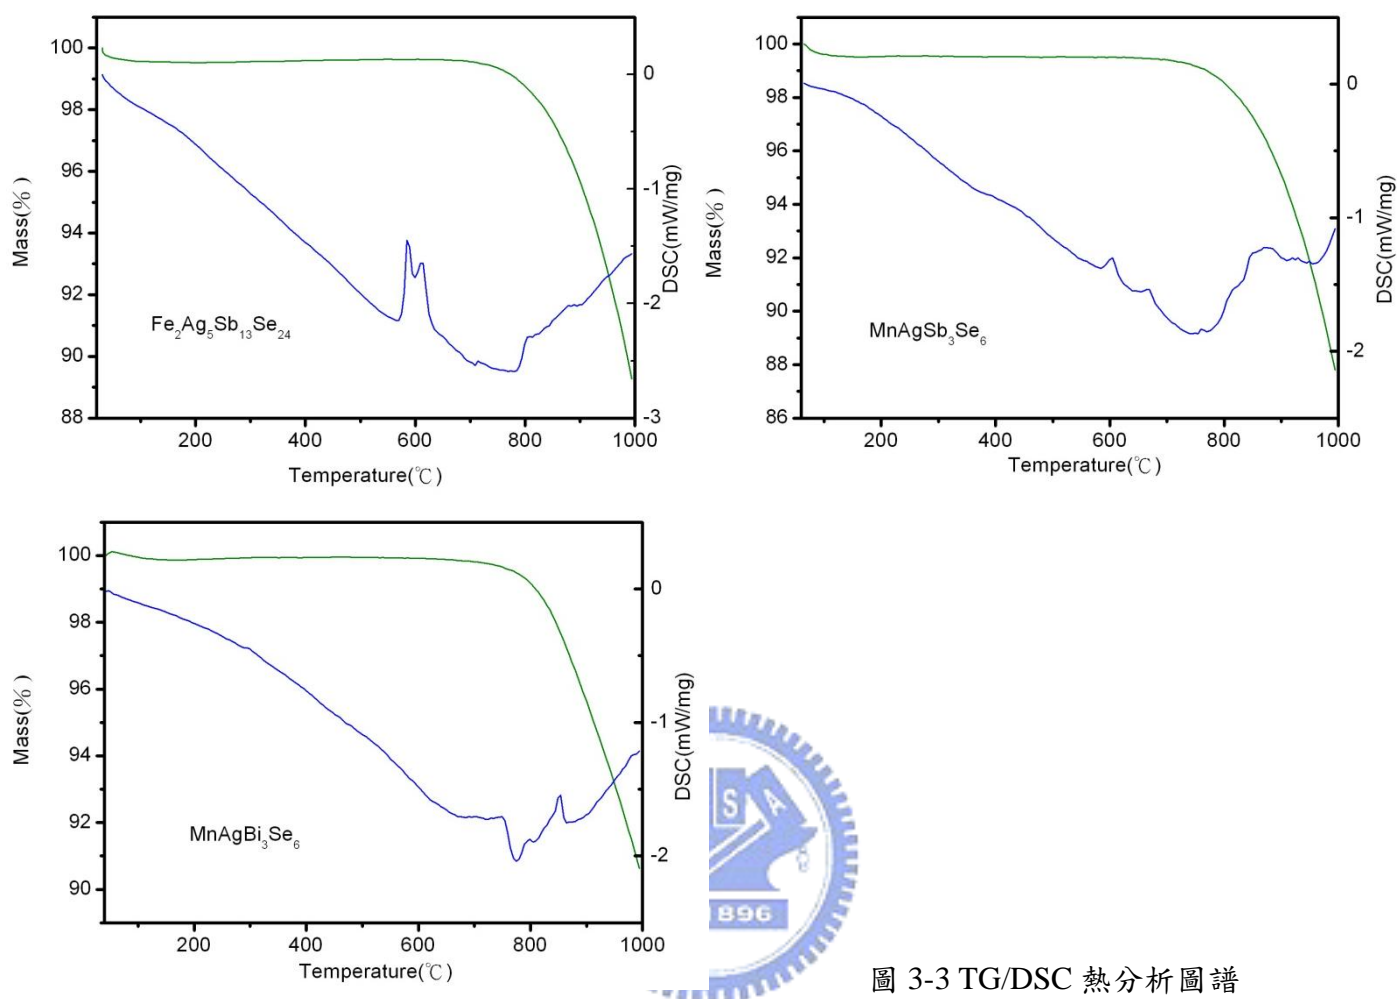 100
98
96
94
92
90
88
Mass(%)
0
-1
-2
-3
DSC(mW/mg)
Fe₂Ag₅Sb₁₃Se₂₄
200 400 600 800 1000
Temperature(℃)
100
98
96
94
92
90
88
86
Mass(%)
0
-1
-2
DSC(mW/mg)
MnAgSb₃Se₆
200 400 600 800 1000
Temperature(℃)
100
98
96
94
92
90
Mass(%)
0
-1
-2
DSC(mW/mg)
MnAgBi₃Se₆
200 400 600 800 1000
Temperature(℃)
S A
1896
圖 3-3 TG/DSC 熱分析圖譜